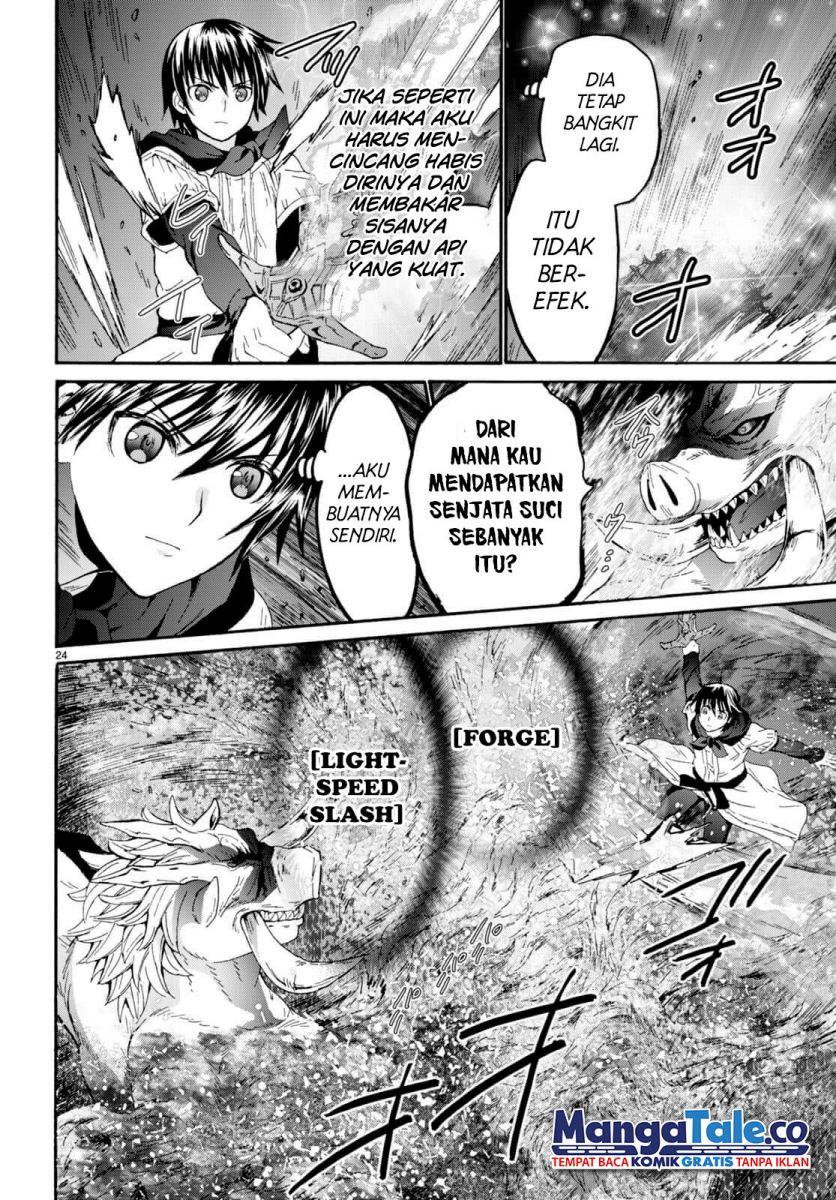 DIA
TETAP
BANGKIT
LAGI.
ITU
TIDAK
BER-
EFEK.
JIKA SEPERTI
INI MAKA AKU
HARUS MEN-
CINCANG HABIS
DIRINYA DAN
MEMBAKAR
SISANYA
DENGAN API
YANG KUAT.
DARI
MANA KAU
MENDAPATKAN
SENJATA SUCI
SEBANYAK
ITU?
...AKU
MEM-
BUATNYA
SENDIRI.
24
[FORGE]
[LIGHT-
SPEED
SLASH]
MangaTale.co
TEMPAT BACA KOMIK GRATIS TANPA IKLAN